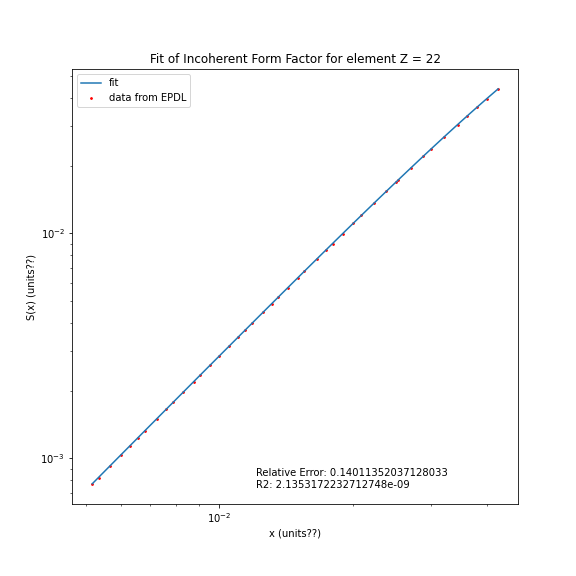 Fit of Incoherent Form Factor for element Z = 22
fit
data from EPDL
10⁻²
S(x) (units??)
10⁻³
Relative Error: 0.14011352037128033
R2: 2.1353172232712748e-09
10⁻²
x (units??)